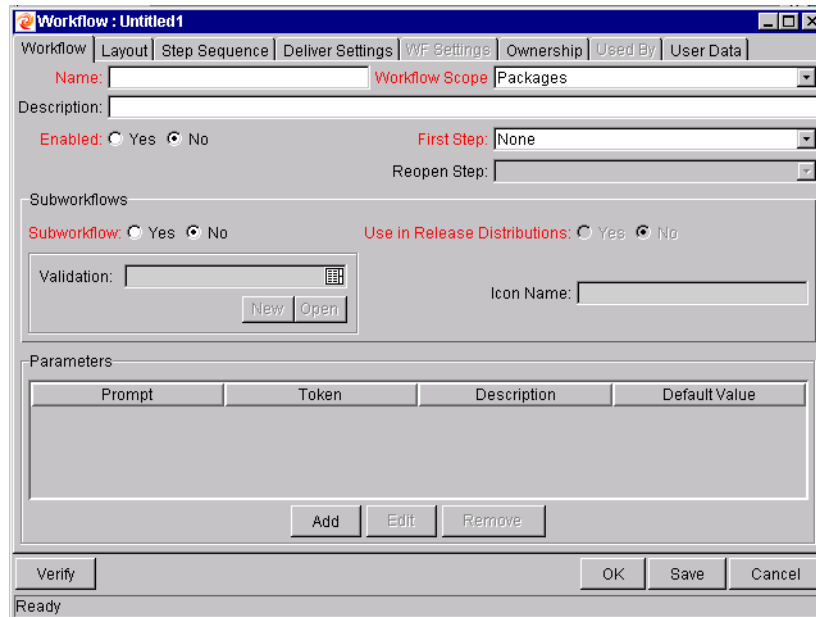 Workflow : Untitled1
Workflow Layout Step Sequence Deliver Settings WF Settings Ownership Used By User Data
Name: Workflow Scope Packages
Description:
Enabled: Yes No First Step: None
Reopen Step:
Subworkflows
Subworkflow: Yes No Use in Release Distributions: Yes No
Validation:
Icon Name:
New Open
Parameters
Prompt Token Description Default Value
Add Edit Remove
Verify OK Save Cancel
Ready